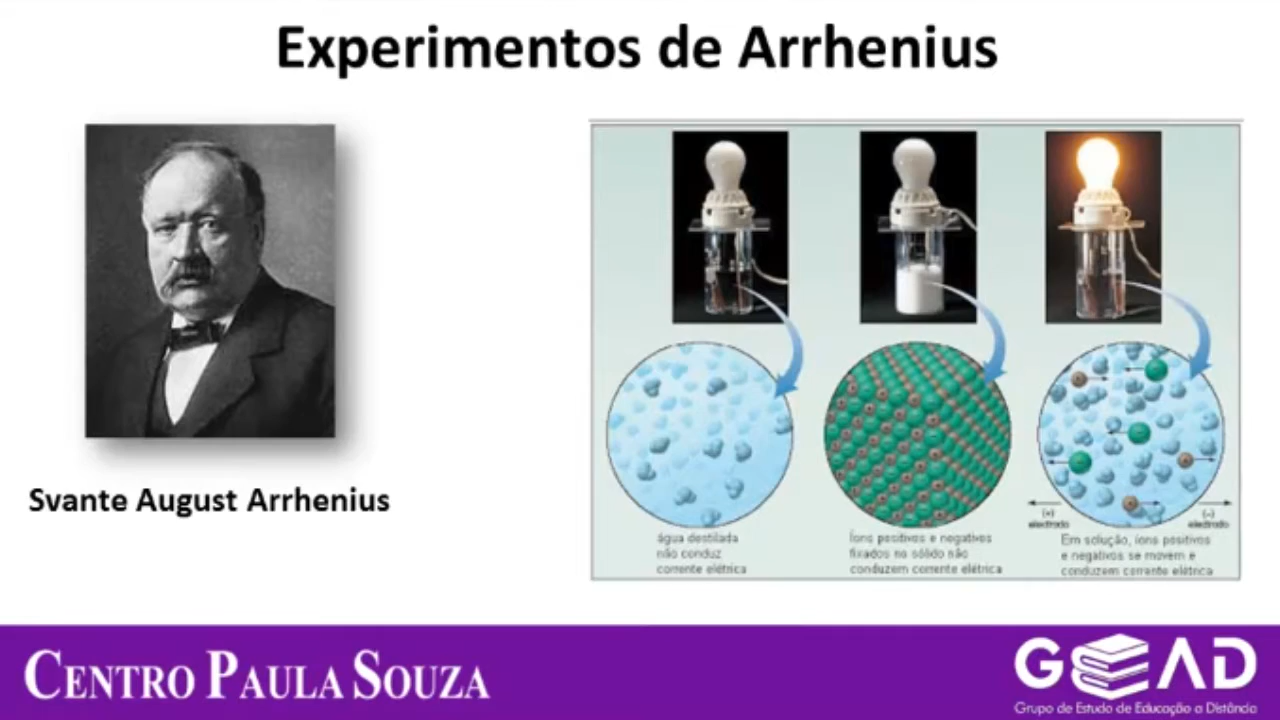 Experimentos de Arrhenius
Svante August Arrhenius
água destilada
não conduz
corrente elétrica
Íons positivos e negativos
fixados no sólido não
conduzem corrente elétrica
(+)
electrodo
(-)
electrodo
Em solução, íons positivos
e negativos se movem e
conduzem corrente elétrica
CENTRO PAULA SOUZA
GEAD
Grupo de Estudo de Educação a Distância